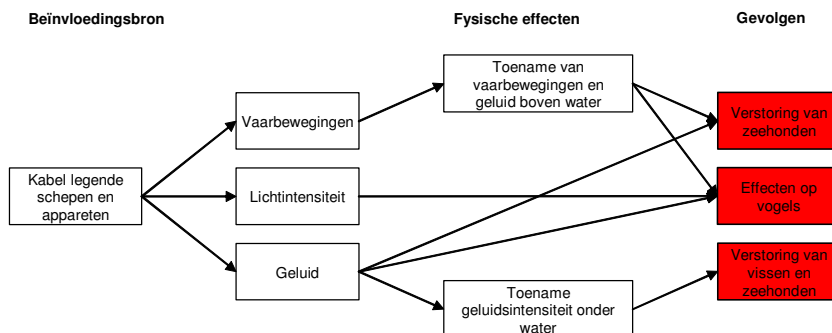 Beïnvloedingsbron
Fysische effecten
Gevolgen
Toename van
vaarbewegingen en
geluid boven water
Vaarbewegingen
Verstoring van
zeehonden
Kabel legende
schepen en
appareten
Lichtintensiteit
Effecten op
vogels
Geluid
Verstoring van
vissen en
zeehonden
Toename
geluidsintensiteit onder
water